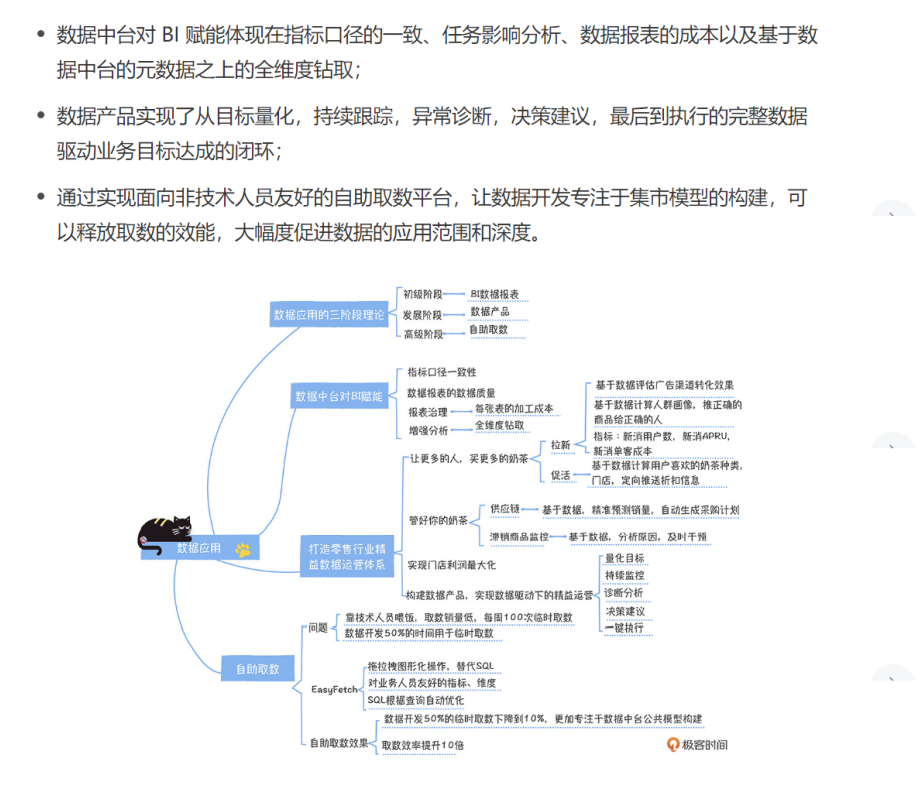 数据中台对 BI 赋能体现在指标口径的一致、任务影响分析、数据报表的成本以及基于数
据中台的元数据之上的全维度钻取；
数据产品实现了从目标量化，持续跟踪，异常诊断，决策建议，最后到执行的完整数据
驱动业务目标达成的闭环；
通过实现面向非技术人员友好的自助取数平台，让数据开发专注于集市模型的构建，可
以释放取数的效能，大幅度促进数据的应用范围和深度。
数据应用
数据应用的三阶段理论
初级阶段
BI数据报表
发展阶段
数据产品
高级阶段
自助取数
数据中台对BI赋能
指标口径一致性
数据报表的数据质量
报表治理
每张表的加工成本
增强分析
全维度钻取
打造零售行业精
益数据运营体系
让更多的人，买更多的奶茶
拉新
基于数据评估广告渠道转化效果
基于数据计算人群画像，推正确的
商品给正确的人
指标：新消用户数，新消APRU，
新消单客成本
促活
基于数据计算用户喜欢的奶茶种类，
门店，定向推送折扣信息
管好你的奶茶
供应链
基于数据，精准预测销量，自动生成采购计划
滞销商品监控
基于数据，分析原因，及时干预
实现门店利润最大化
构建数据产品，实现数据驱动下的精益运营
量化目标
持续监控
诊断分析
决策建议
一键执行
自助取数
问题
靠技术人员喂饭，取数销量低，每周100次临时取数
数据开发50%的时间用于临时取数
EasyFetch
拖拉拽图形化操作，替代SQL
对业务人员友好的指标、维度
SQL根据查询自动优化
自助取数效果
数据开发50%的临时取数下降到10%，更加专注于数据中台公共模型构建
取数效率提升10倍
极客时间